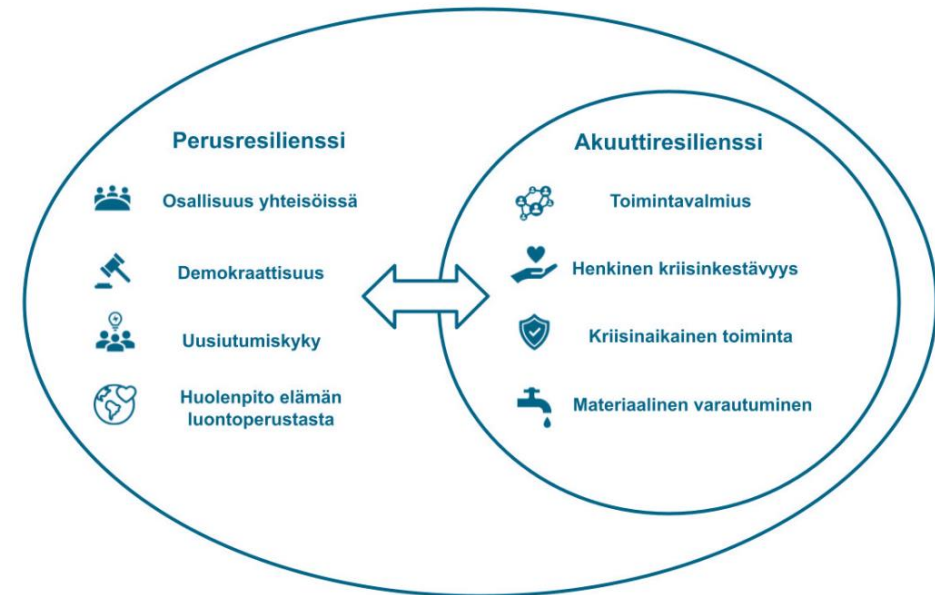 Perusresilienssi
Osallisuus yhteisöissä
Demokraattisuus
Uusiutumiskyky
Huolenpito elämän
luontoperustasta
Akuuttiresilienssi
Toimintavalmius
Henkinen kriisinkestävyys
Kriisinaikainen toiminta
Materiaalinen varautuminen